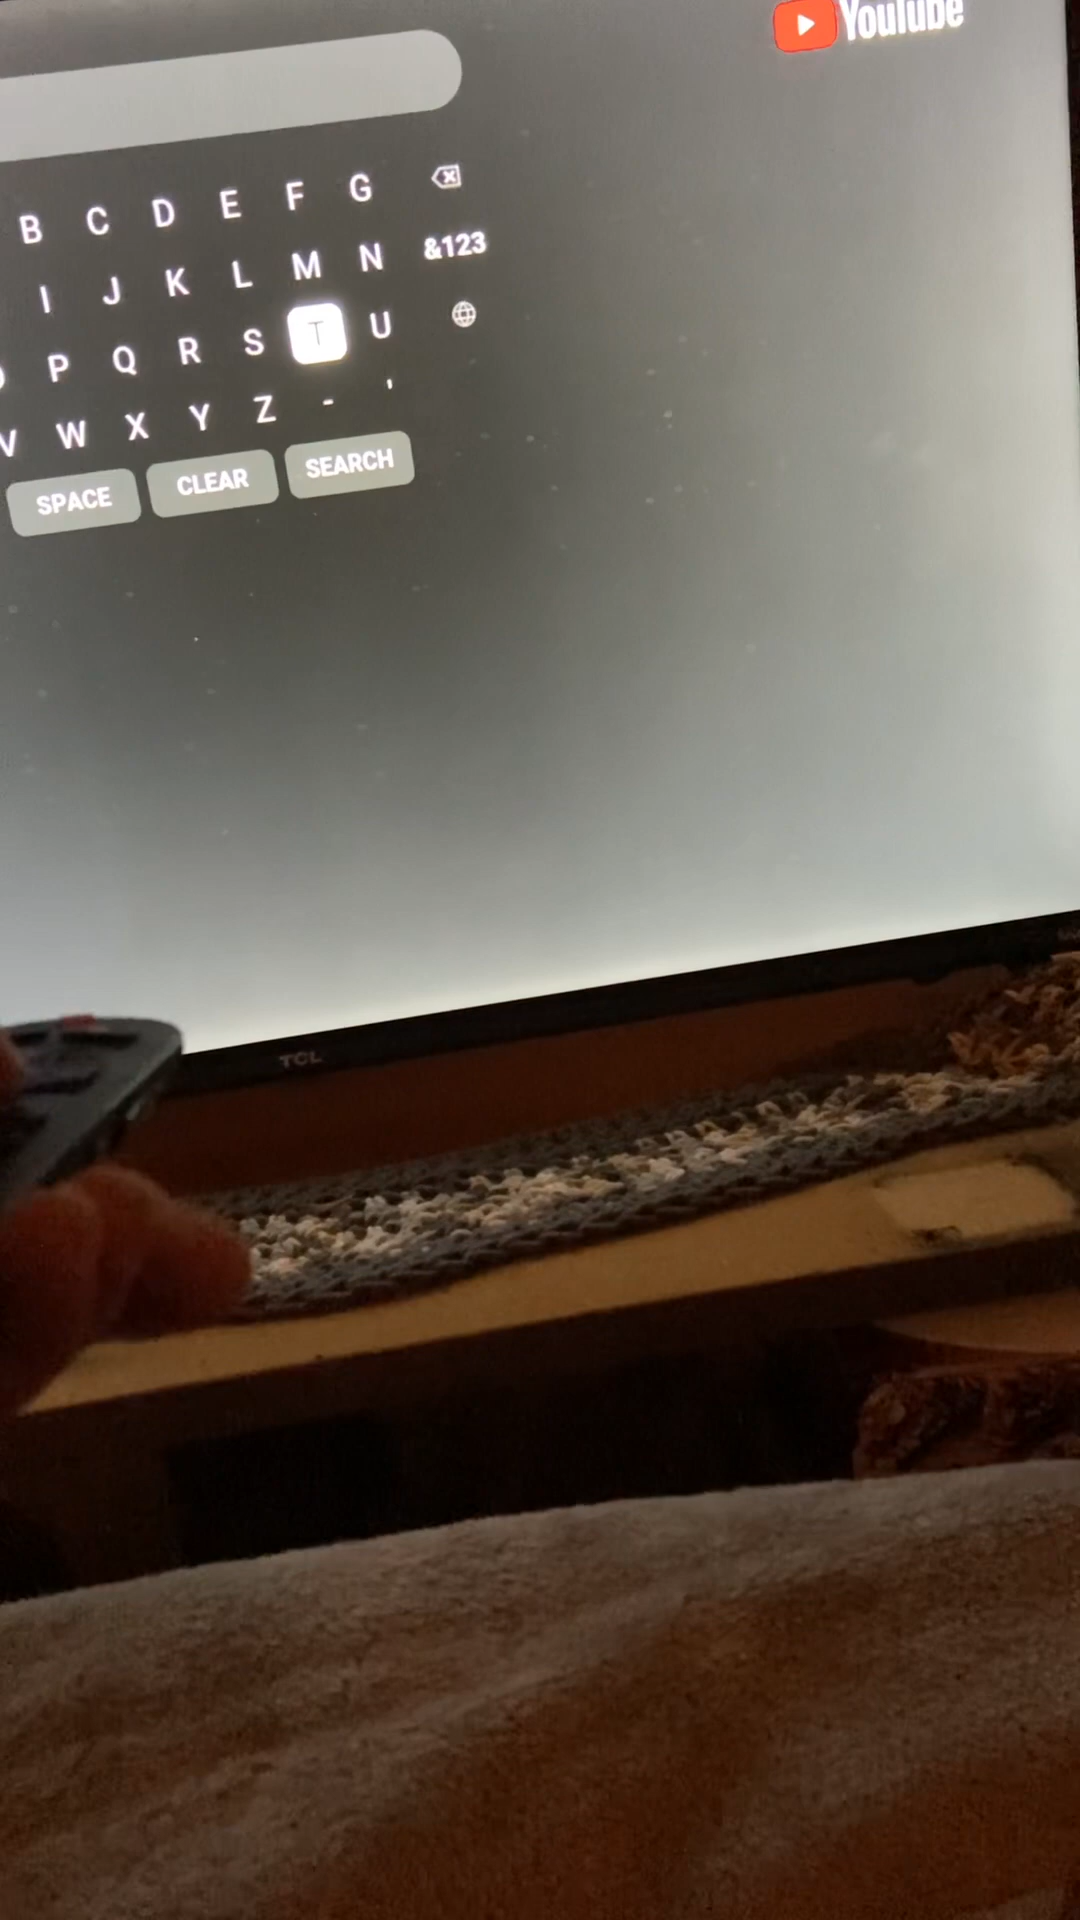 YouTube
B C D E F G
I J K L M N &123
P Q R S T U
V W X Y Z - '
SPACE CLEAR SEARCH
TCL